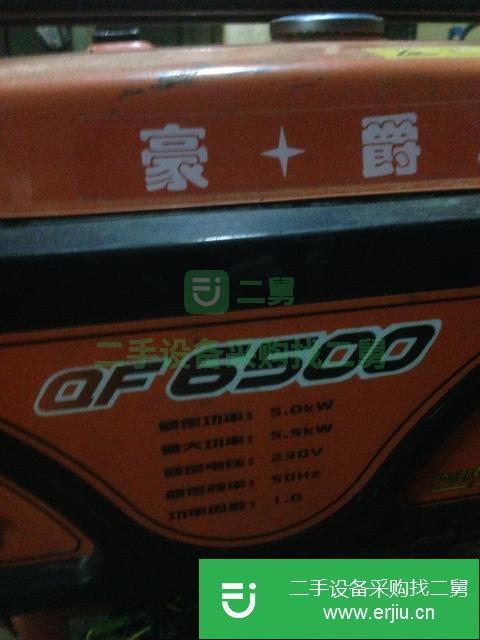 豪爵
二舅
二手设备采购找二舅
QF6500
额定功率: 5.0kW
最大功率: 5.5kW
额定电压: 230V
额定频率: 50Hz
功率因数: 1.0
二手设备采购找二舅
www.erjiu.cn